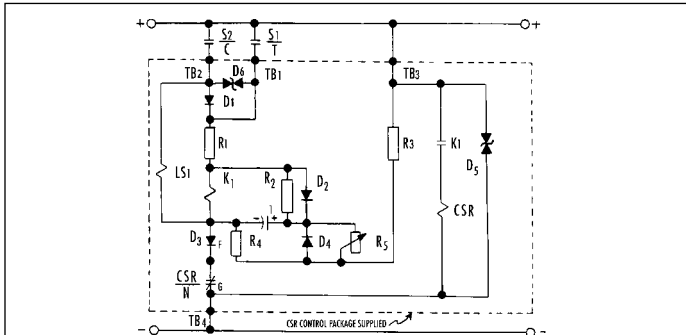 + +
S2
C
S1
T
TB2 D6 TB1 TB3
D1
R1 R3 K1
D5
LS1 K1 R2 D2
CSR
- 1 +
D3 F R4 D4 R5
CSR
N
G
TB4 CSR CONTROL PACKAGE SUPPLIED
- -